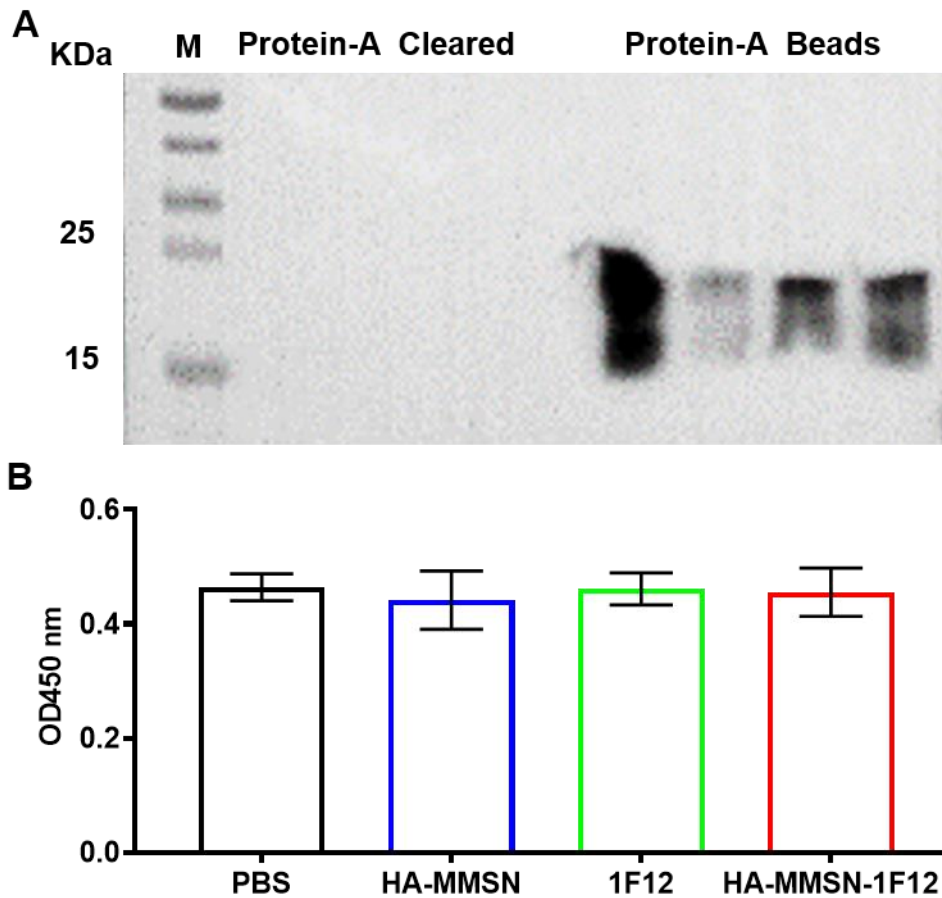 A
KDa M Protein-A Cleared Protein-A Beads
25
15
B
0.6
0.4
0.2
0.0
OD450 nm
PBS HA-MMSN 1F12 HA-MMSN-1F12